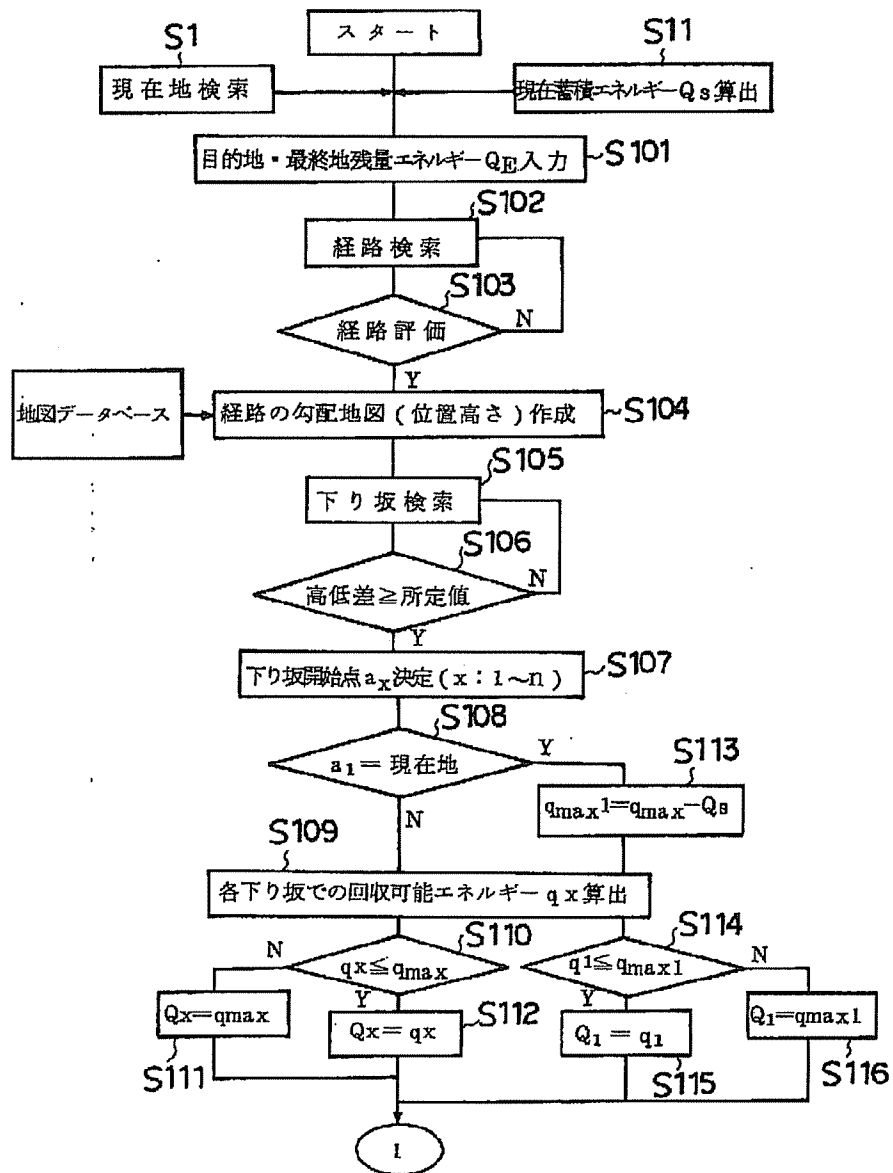 スタート
S1
現在地検索
S11
現在蓄積エネルギーQs算出
目的地・最終地残量エネルギーQE入力
S101
S102
経路検索
S103
経路評価
N
Y
地図データベース
経路の勾配地図(位置高さ)作成
S104
S105
下り坂検索
S106
高低差≧所定値
N
Y
下り坂開始点ax決定(x:1~n)
S107
S108
a1=現在地
Y
N
S113
qmax1=qmax-Qs
S109
各下り坂での回収可能エネルギーqx算出
S110
qx≦qmax
N
Y
S114
q1≦qmax1
Y
N
Qx=qmax
S111
Qx=qx
S112
Q1=q1
S115
Q1=qmax1
S116
1